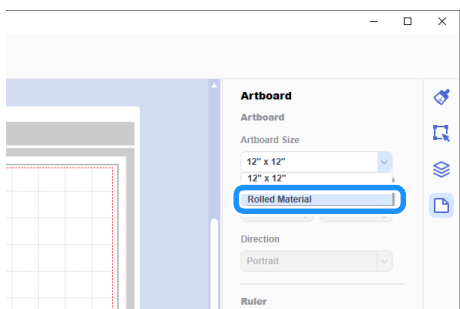 Artboard
Artboard
Artboard Size
12" x 12"
12" x 12"
Rolled Material
Direction
Portrait
Ruler